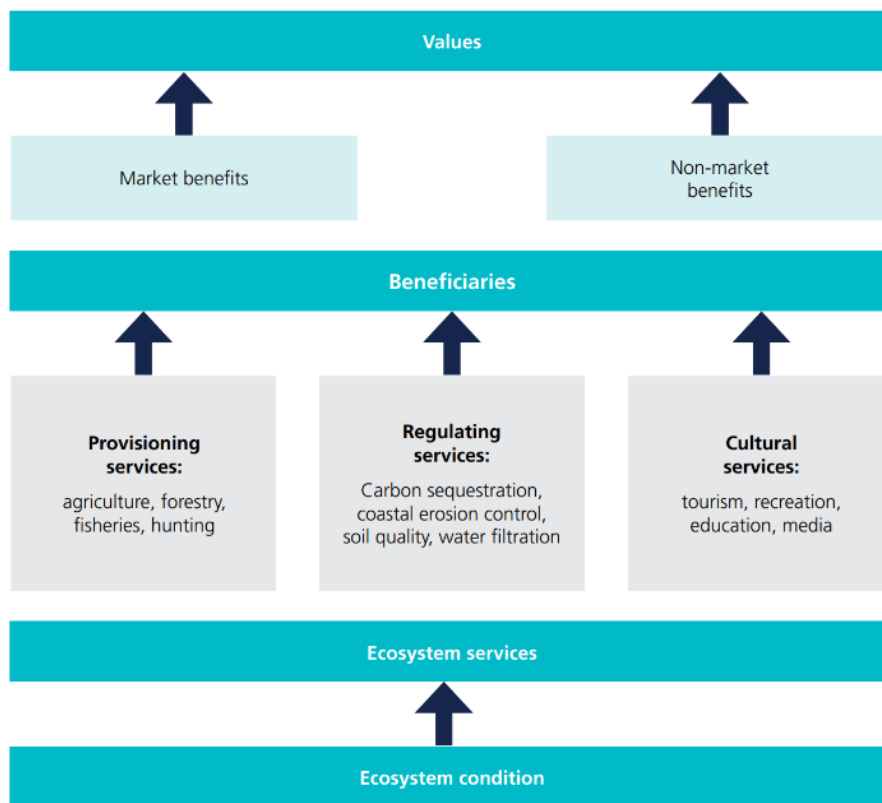 Values
Market benefits
Non-market
benefits
Beneficiaries
Provisioning
services:
agriculture, forestry,
fisheries, hunting
Regulating
services:
Carbon sequestration,
coastal erosion control,
soil quality, water filtration
Cultural
services:
tourism, recreation,
education, media
Ecosystem services
Ecosystem condition